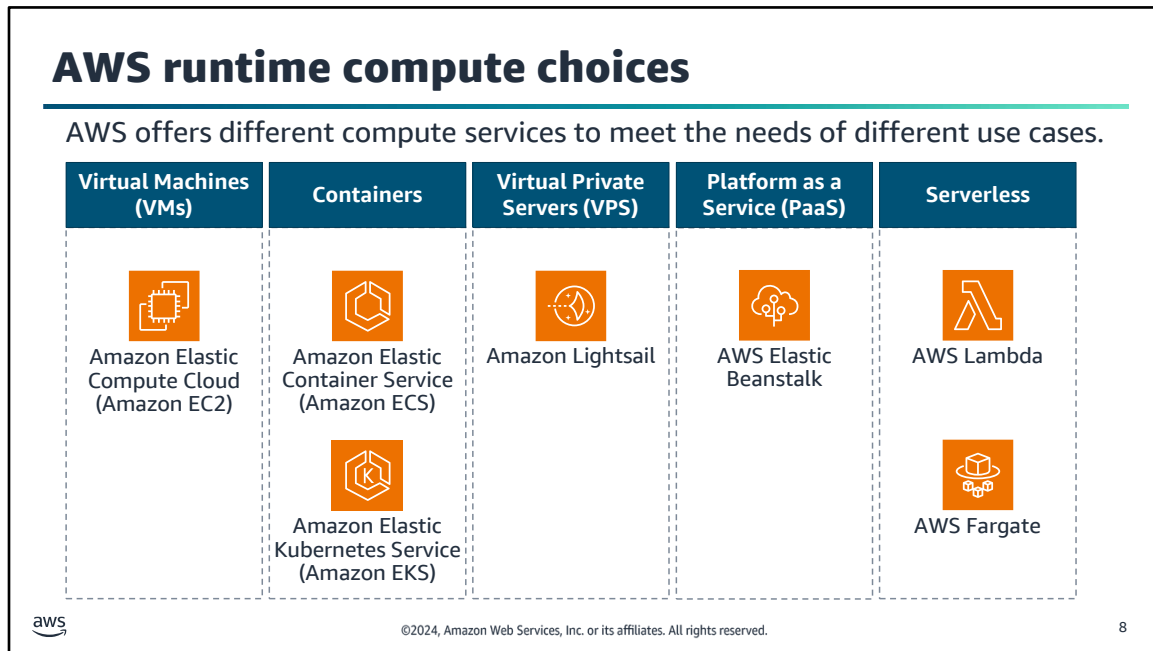 AWS runtime compute choices
AWS offers different compute services to meet the needs of different use cases.
Virtual Machines
(VMs)
Containers
Virtual Private
Servers (VPS)
Platform as a
Service (PaaS)
Serverless
Amazon Elastic
Compute Cloud
(Amazon EC2)
Amazon Elastic
Container Service
(Amazon ECS)
K
Amazon Elastic
Kubernetes Service
(Amazon EKS)
Amazon Lightsail
AWS Elastic
Beanstalk
AWS Lambda
AWS Fargate
aws
©2024, Amazon Web Services, Inc. or its affiliates. All rights reserved.
8